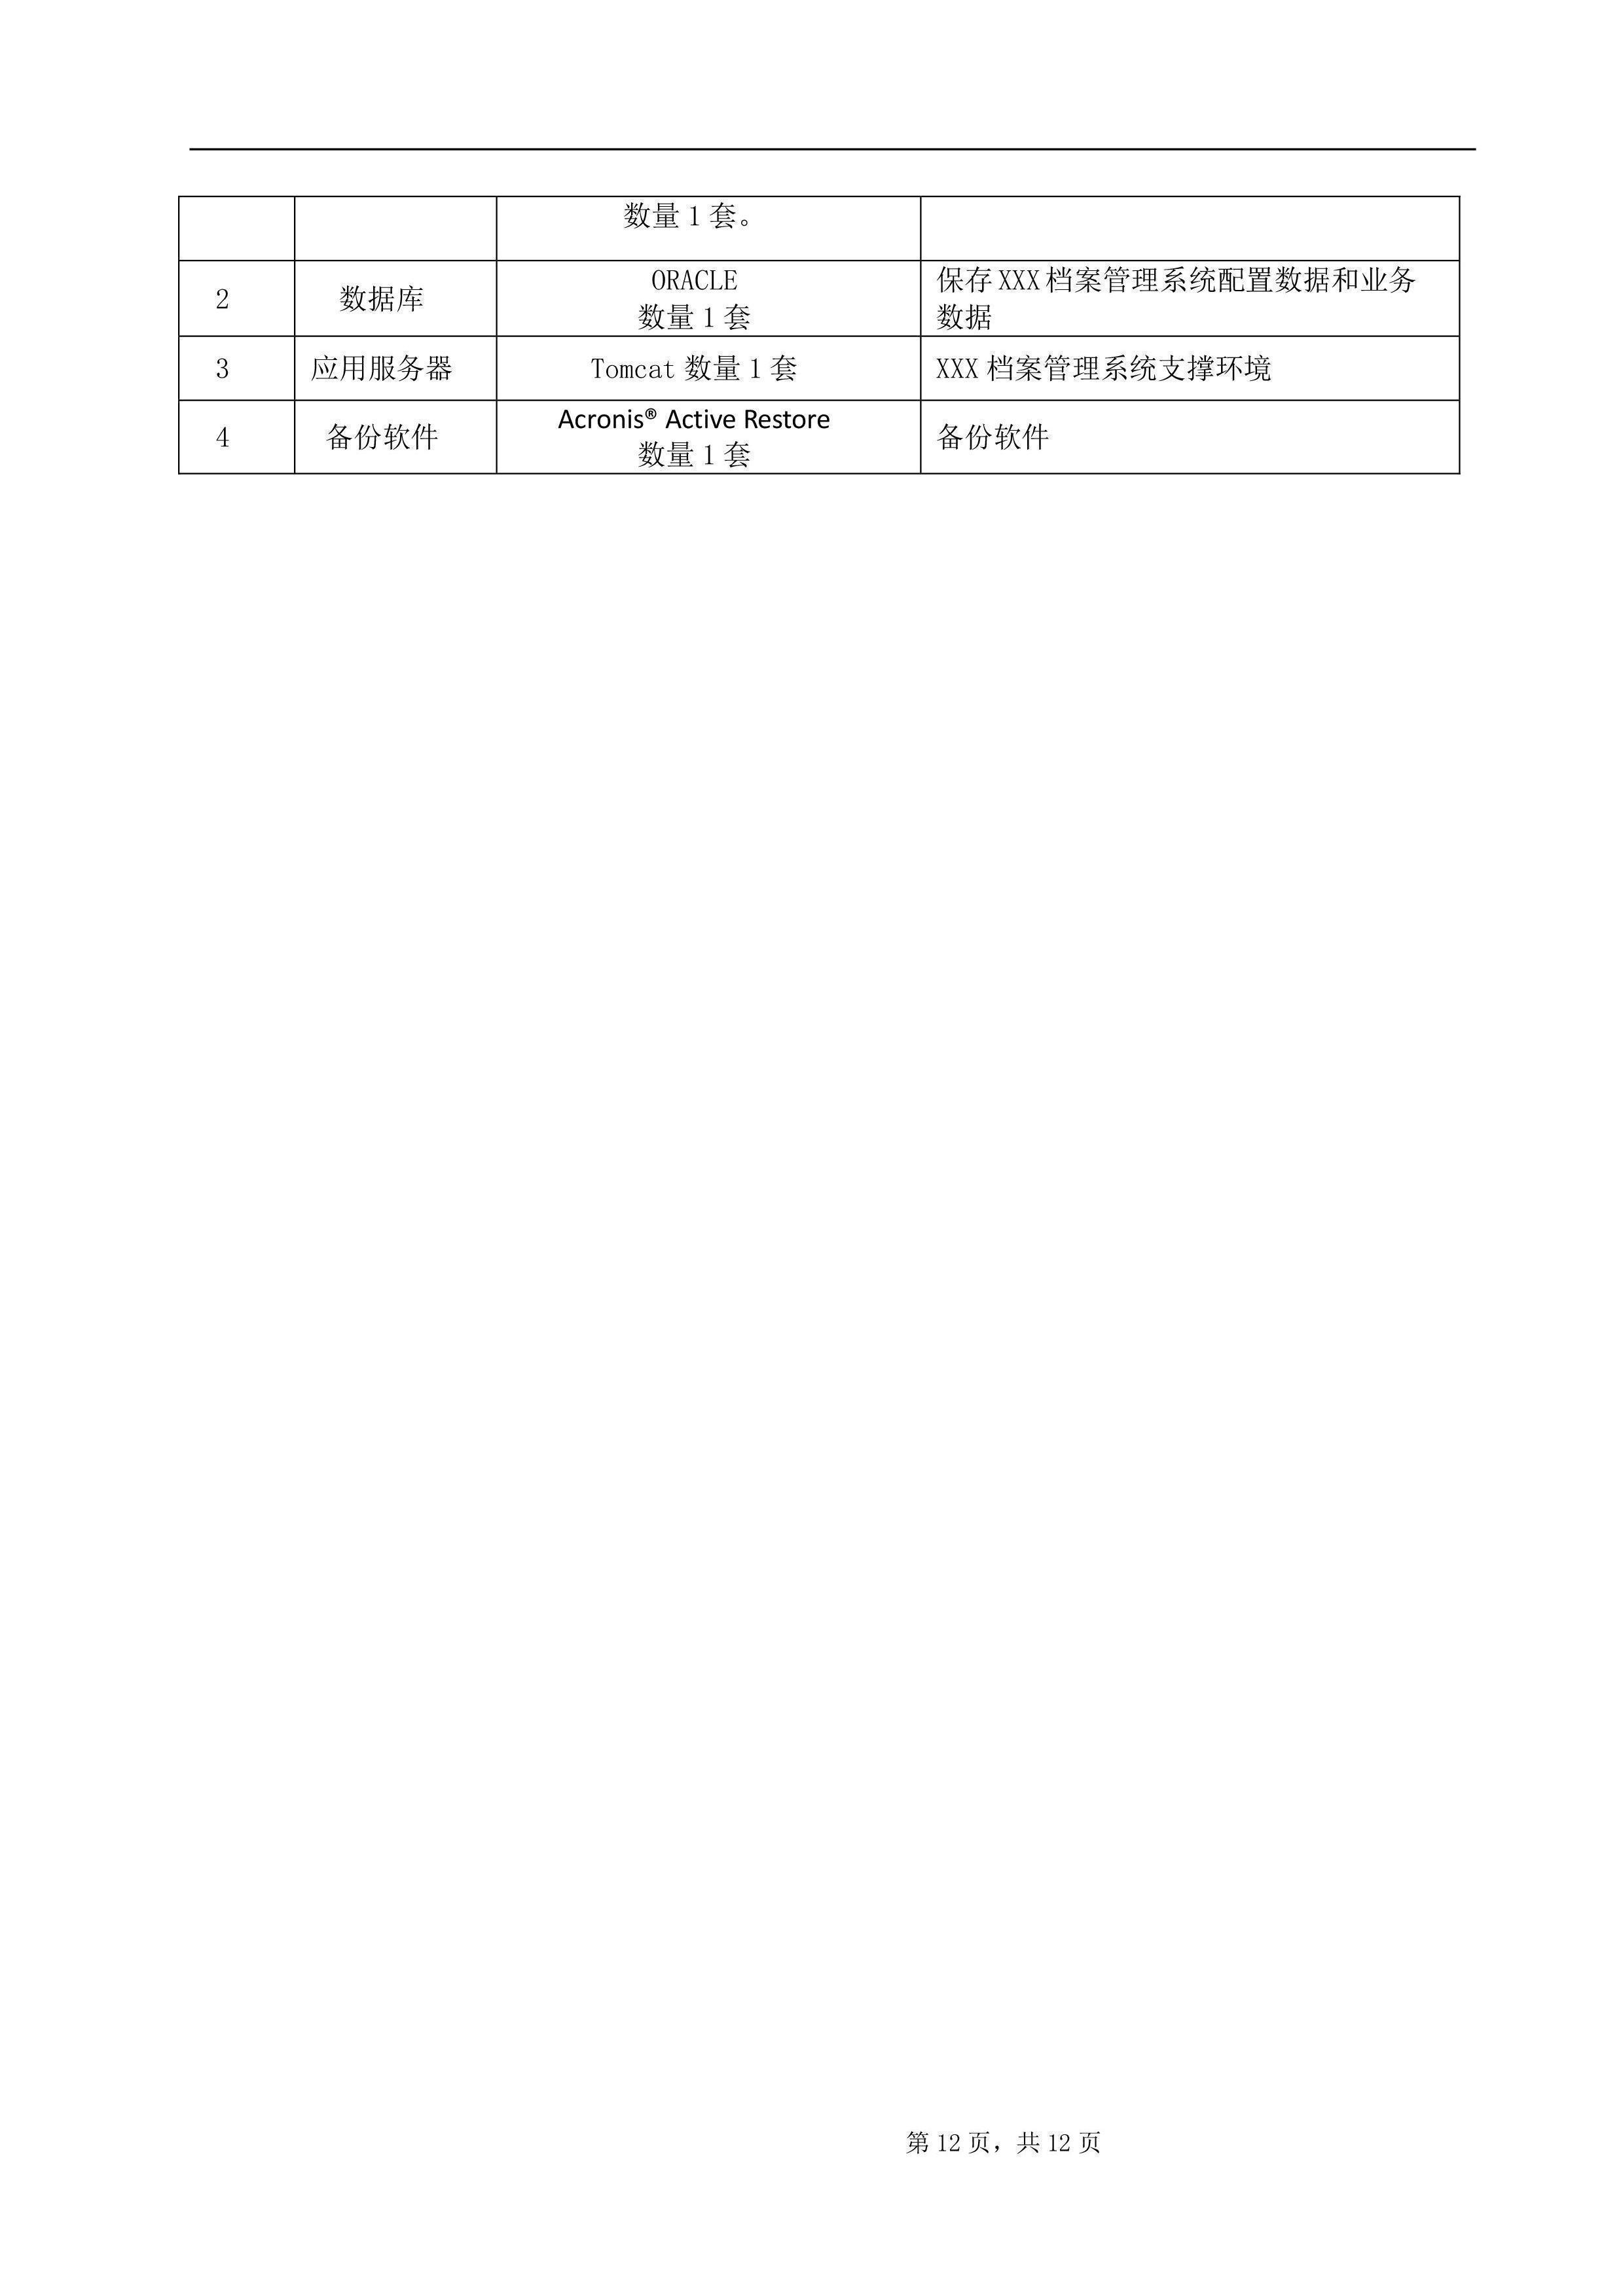 数量 1 套。
2
数据库
ORACLE
数量 1 套
保存 XXX 档案管理系统配置数据和业务
数据
3
应用服务器
Tomcat 数量 1 套
XXX 档案管理系统支撑环境
4
备份软件
Acronis® Active Restore
数量 1 套
备份软件
第 12 页，共 12 页